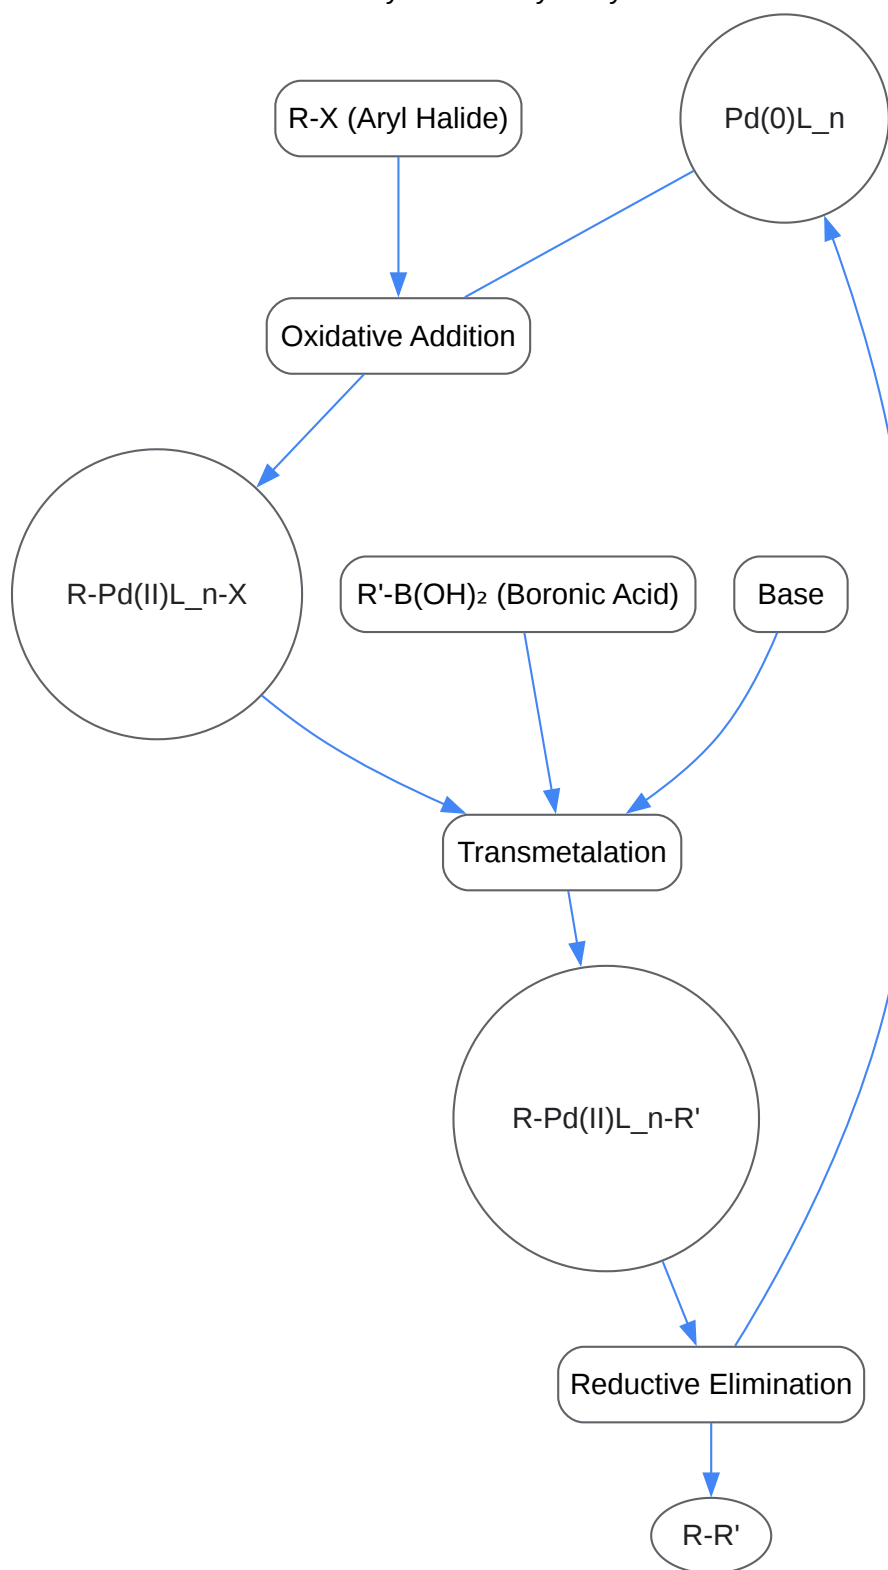 R-X (Aryl Halide)
Pd(0)L_n
Oxidative Addition
R-Pd(II)L_n-X
R'-B(OH)₂ (Boronic Acid)
Base
Transmetalation
R-Pd(II)L_n-R'
Reductive Elimination
R-R'